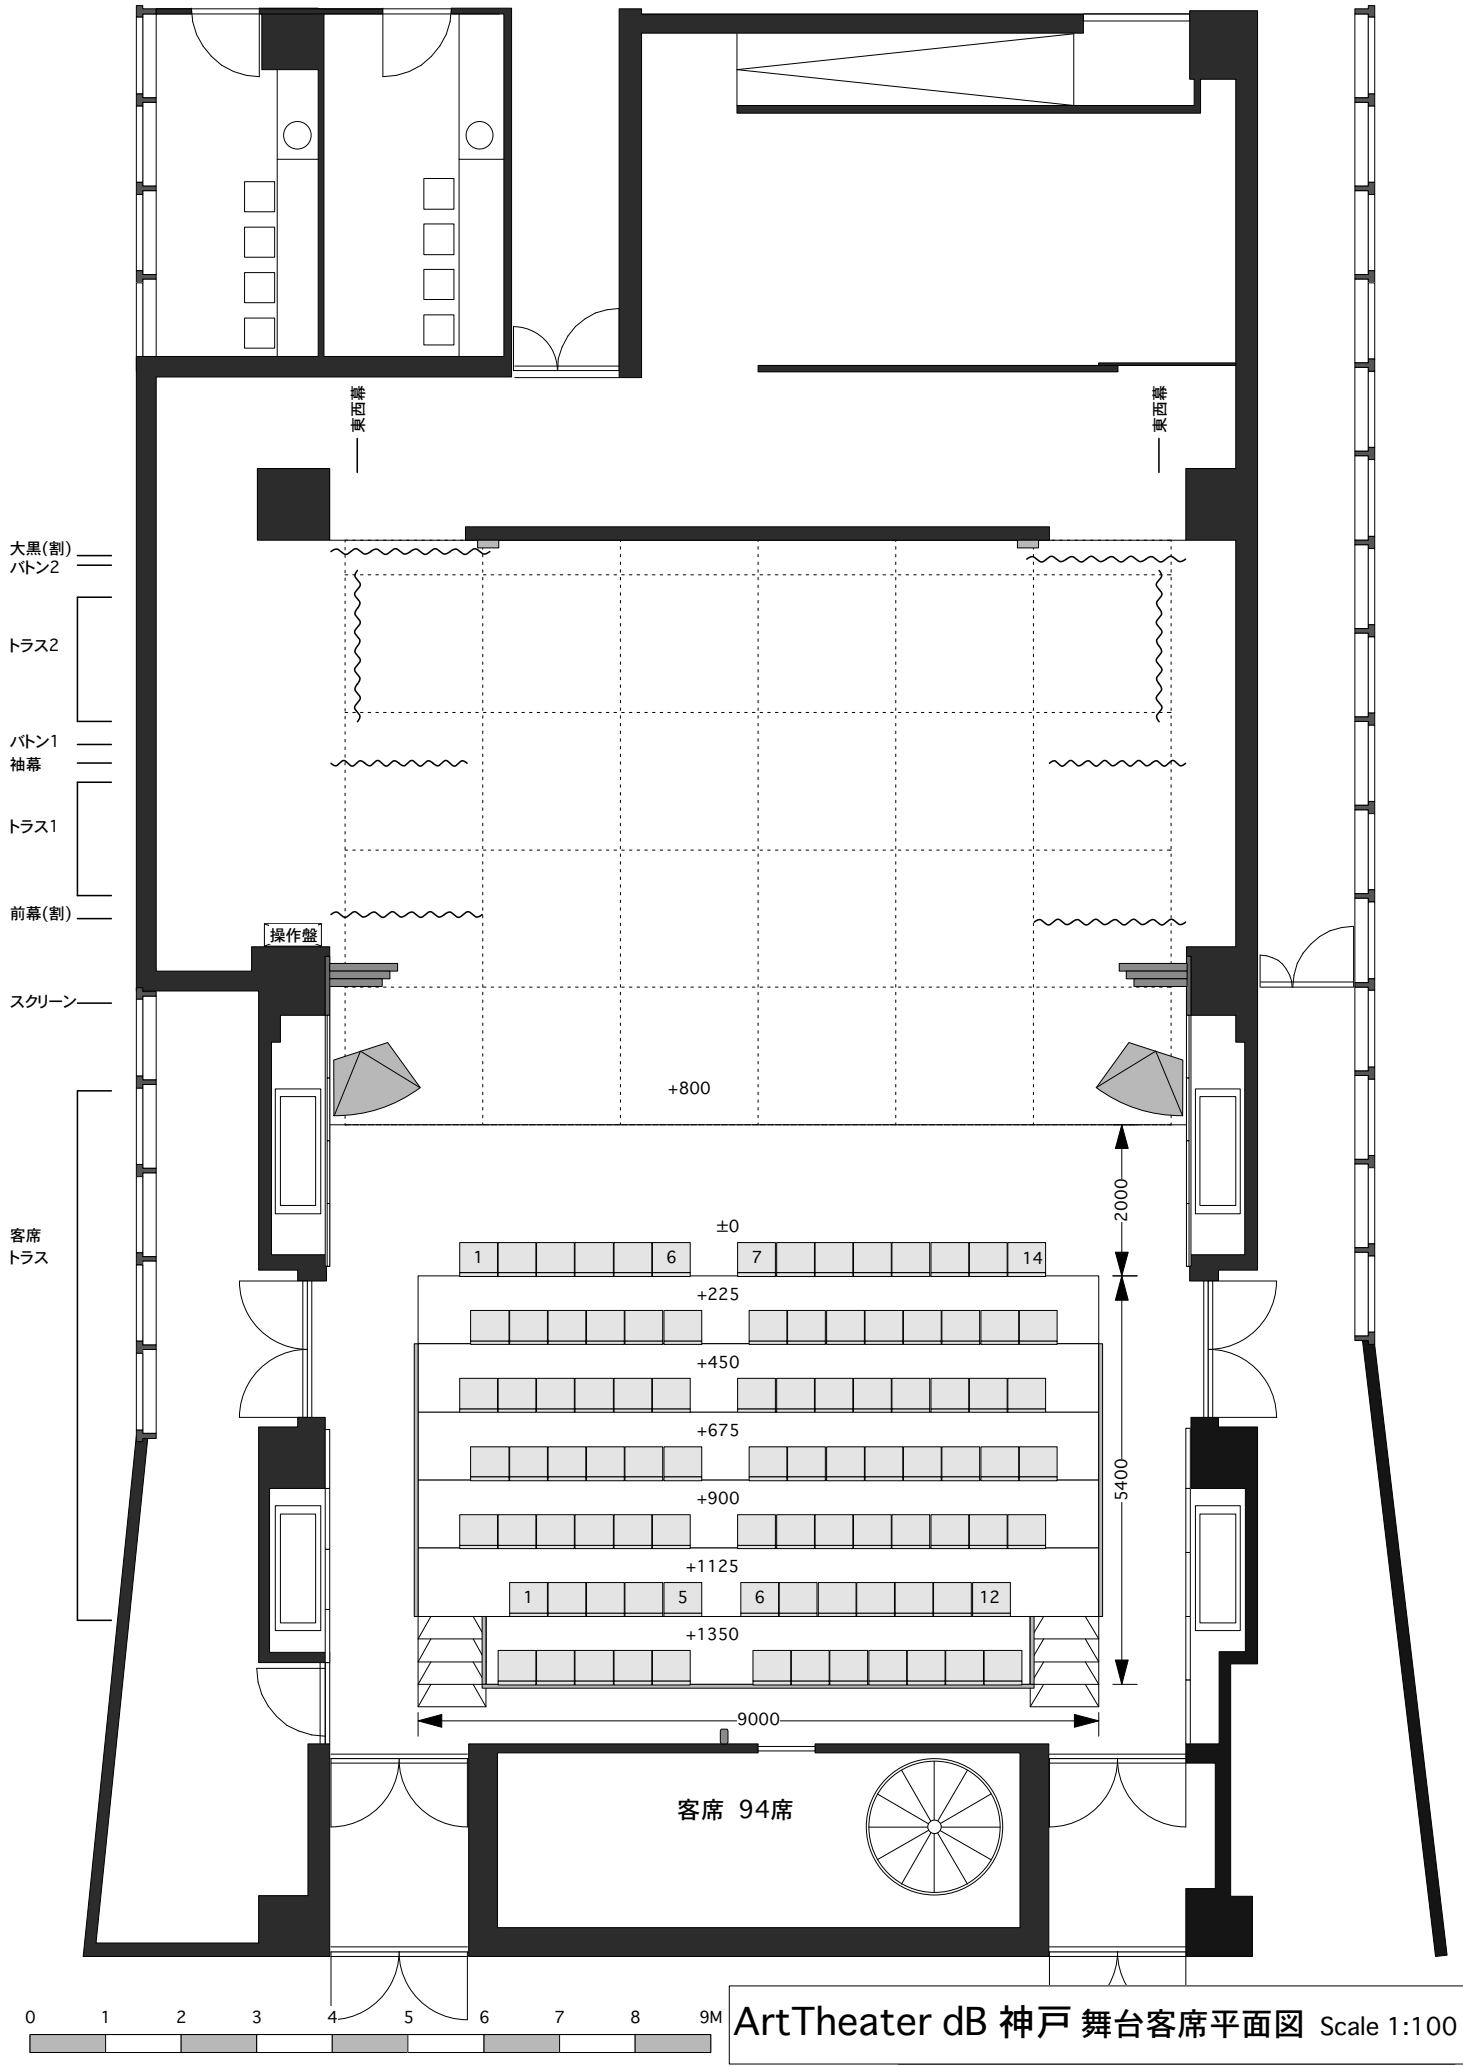 東西幕
東西幕
大黒(割)
バトン2
トラス2
バトン1
袖幕
トラス1
前幕(割)
操作盤
スクリーン
+800
2000
±0
客席
トラス
1 6 7 14
+225
+450
+675
5400
+900
+1125
1 5 6 12
+1350
9000
客席 94席
0 1 2 3 4 5 6 7 8 9M
ArtTheater dB 神戸 舞台客席平面図 Scale 1:100